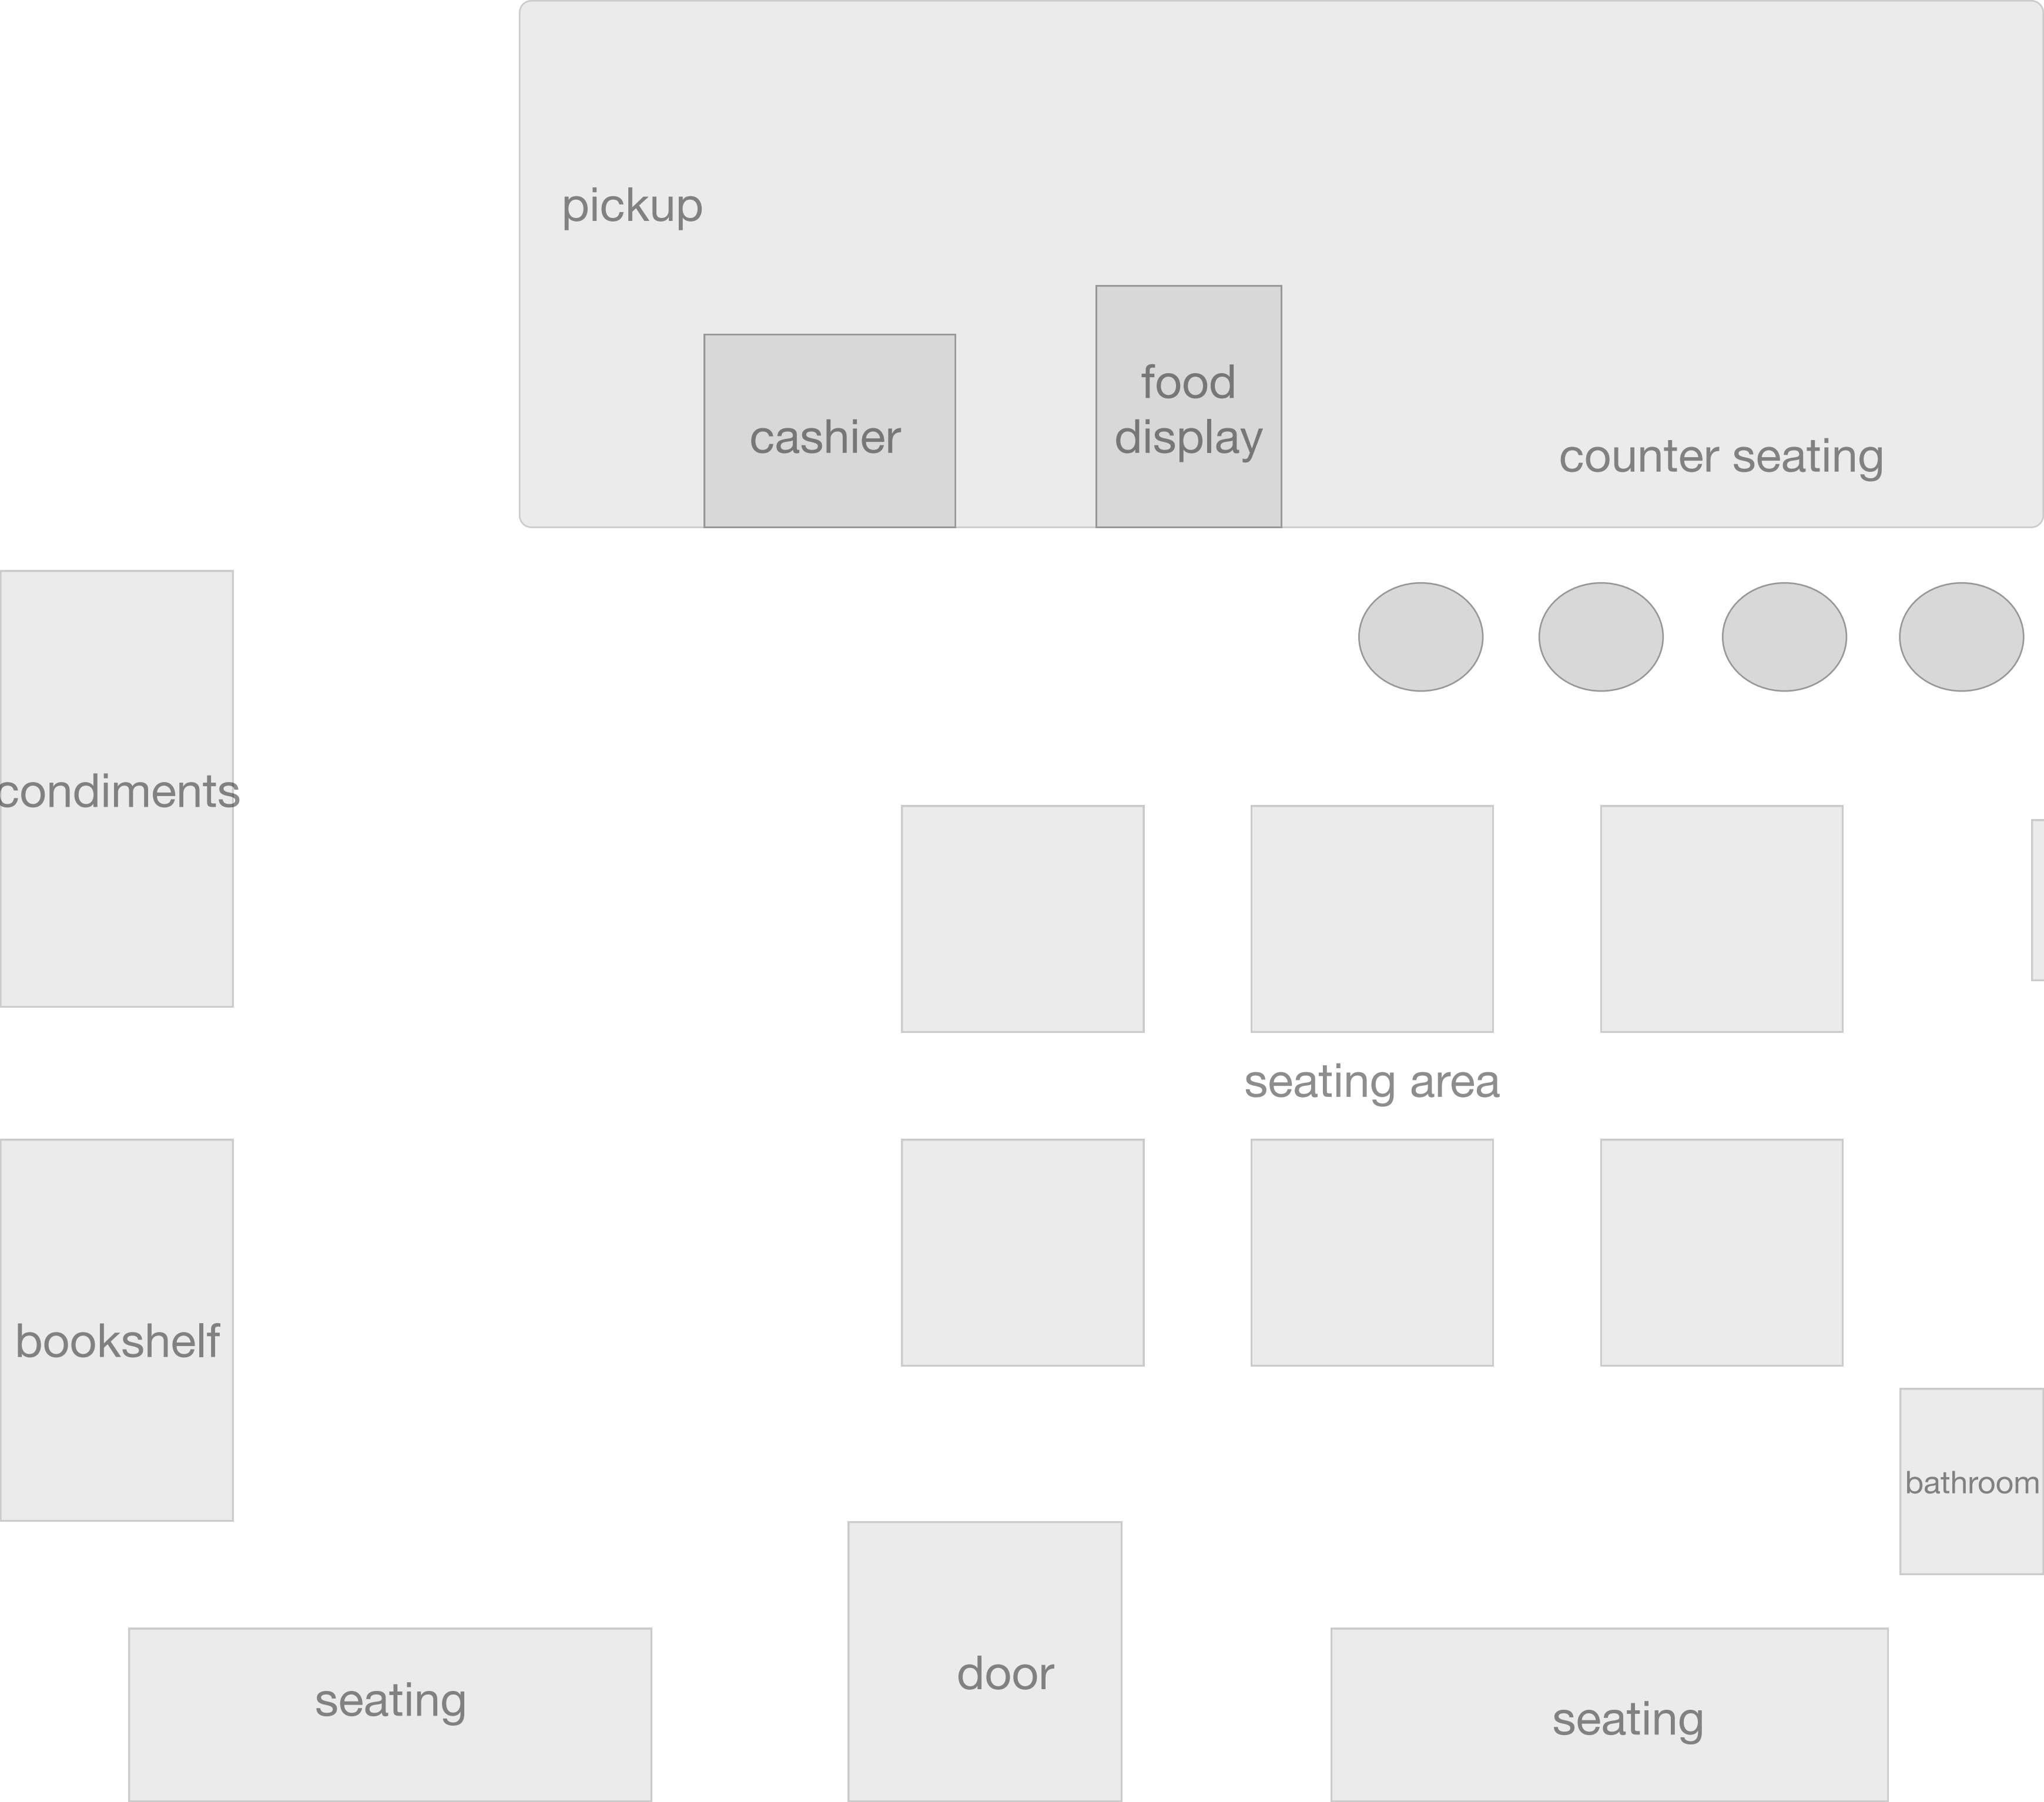 pickup
cashier
food
display
counter seating
condiments
seating area
bookshelf
bathroom
door
seating
seating